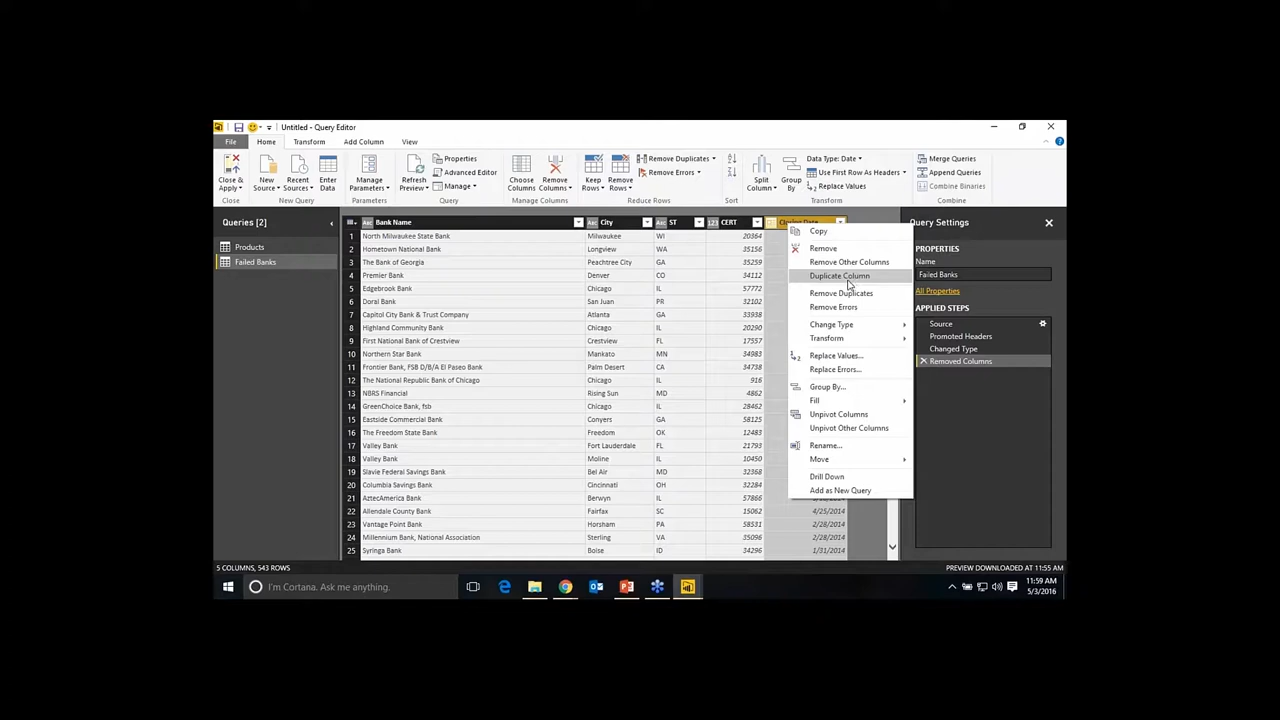 Untitled - Query Editor
File Home Transform Add Column View
Close & Apply
New Source
Recent Sources
Enter Data
Manage Parameters
Refresh Preview
Properties
Advanced Editor
Manage
Choose Columns
Remove Columns
Keep Rows
Remove Rows
Remove Duplicates
Remove Errors
Split Column
Group By
Data Type: Date
Use First Row As Headers
Replace Values
Merge Queries
Append Queries
Combine Binaries
Close New Query Parameters Query Manage Columns Reduce Rows Sort Transform Combine
Queries [2]
Products
Failed Banks
Bank Name City ST CERT Closing Date
1 North Milwaukee State Bank Milwaukee WI 20364
2 Hometown National Bank Longview WA 35156
3 The Bank of Georgia Peachtree City GA 35259
4 Premier Bank Denver CO 34112
5 Edgebrook Bank Chicago IL 57772
6 Doral Bank San Juan PR 32102
7 Capitol City Bank & Trust Company Atlanta GA 33938
8 Highland Community Bank Chicago IL 20290
9 First National Bank of Crestview Crestview FL 17557
10 Northern Star Bank Mankato MN 34983
11 Frontier Bank, FSB D/B/A El Paseo Bank Palm Desert CA 34738
12 The National Republic Bank of Chicago Chicago IL 916
13 NBRS Financial Rising Sun MD 4862
14 GreenChoice Bank, fsb Chicago IL 28462
15 Eastside Commercial Bank Conyers GA 58125
16 The Freedom State Bank Freedom OK 12483
17 Valley Bank Fort Lauderdale FL 21793
18 Valley Bank Moline IL 10450
19 Slavie Federal Savings Bank Bel Air MD 32368
20 Columbia Savings Bank Cincinnati OH 32284
21 AztecAmerica Bank Berwyn IL 57866
22 Allendale County Bank Fairfax SC 15062 4/25/2014
23 Vantage Point Bank Horsham PA 58531 2/28/2014
24 Millennium Bank, National Association Sterling VA 35096 2/28/2014
25 Syringa Bank Boise ID 34296 1/31/2014
Copy
Remove
Remove Other Columns
Duplicate Column
Remove Duplicates
Remove Errors
Change Type
Transform
Replace Values...
Replace Errors...
Group By...
Fill
Unpivot Columns
Unpivot Other Columns
Rename...
Move
Drill Down
Add as New Query
Query Settings
PROPERTIES
Name
Failed Banks
All Properties
APPLIED STEPS
Source
Promoted Headers
Changed Type
Removed Columns
5 COLUMNS, 543 ROWS
PREVIEW DOWNLOADED AT 11:55 AM
I'm Cortana. Ask me anything.
11:59 AM
5/3/2016